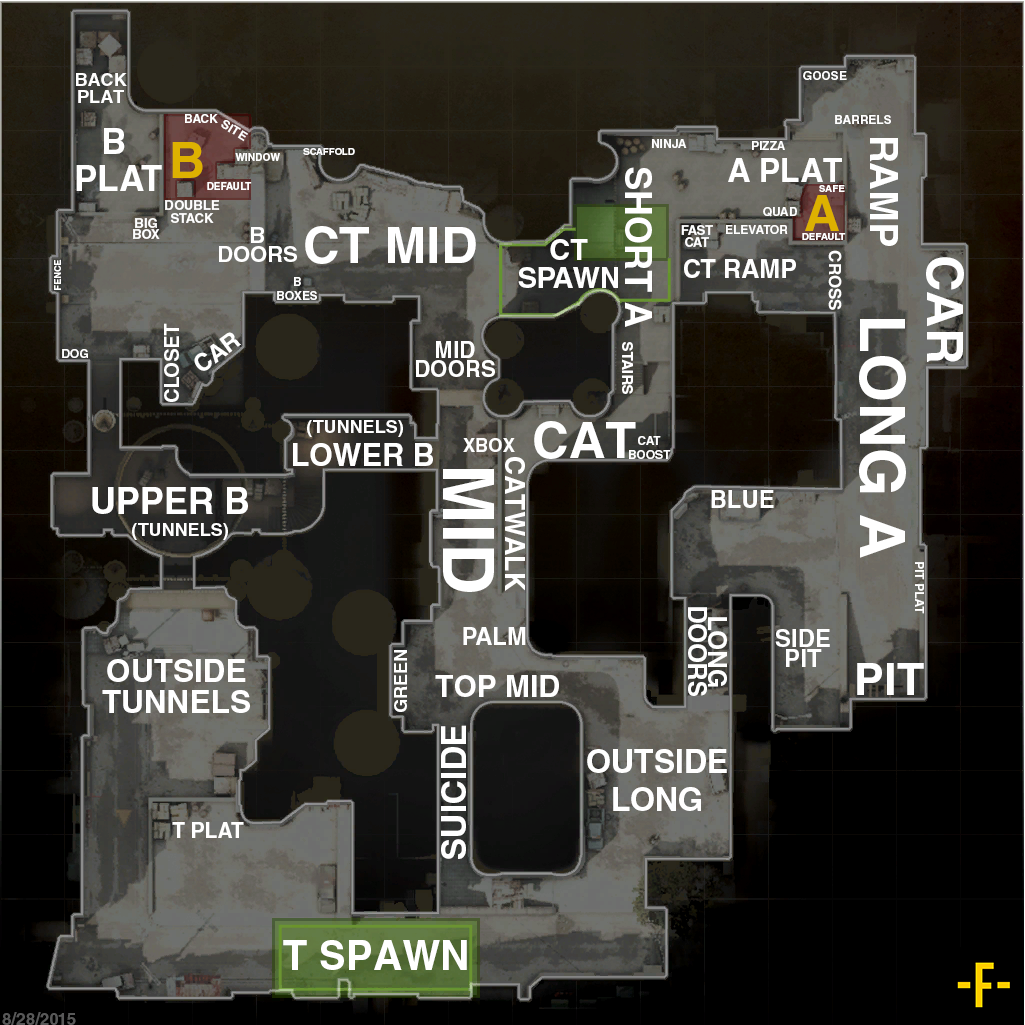 GOOSE
BACK
PLAT
BARRELS
BACK SITE
B
PLAT
B
WINDOW
SCAFFOLD
NINJA
PIZZA
A PLAT
RAMP
DEFAULT
SAFE
DOUBLE
STACK
SHORT A
QUAD
A
DEFAULT
BIG
BOX
B
DOORS
CT MID
CT
SPAWN
FAST
CAT
ELEVATOR
CT RAMP
CROSS
CAR
FENCE
B
BOXES
DOG
CLOSET
CAR
MID
DOORS
STAIRS
LONG A
(TUNNELS)
LOWER B
XBOX
CAT
CAT
BOOST
UPPER B
(TUNNELS)
MID
CATWALK
BLUE
PIT PLAT
PALM
LONG
DOORS
SIDE
PIT
PIT
OUTSIDE
TUNNELS
GREEN
TOP MID
SUICIDE
OUTSIDE
LONG
T PLAT
T SPAWN
-F-
8/28/2015